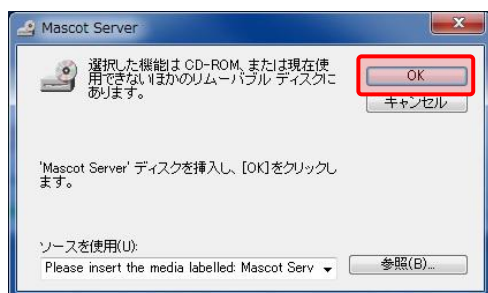 Mascot Server
選択した機能は CD-ROM、または現在使
用できないほかのリムーバブル ディスクに
あります。
OK
キャンセル
'Mascot Server' ディスクを挿入し、[OK]をクリックし
ます。
ソースを使用(U):
Please insert the media labelled: Mascot Serv
参照(B)...